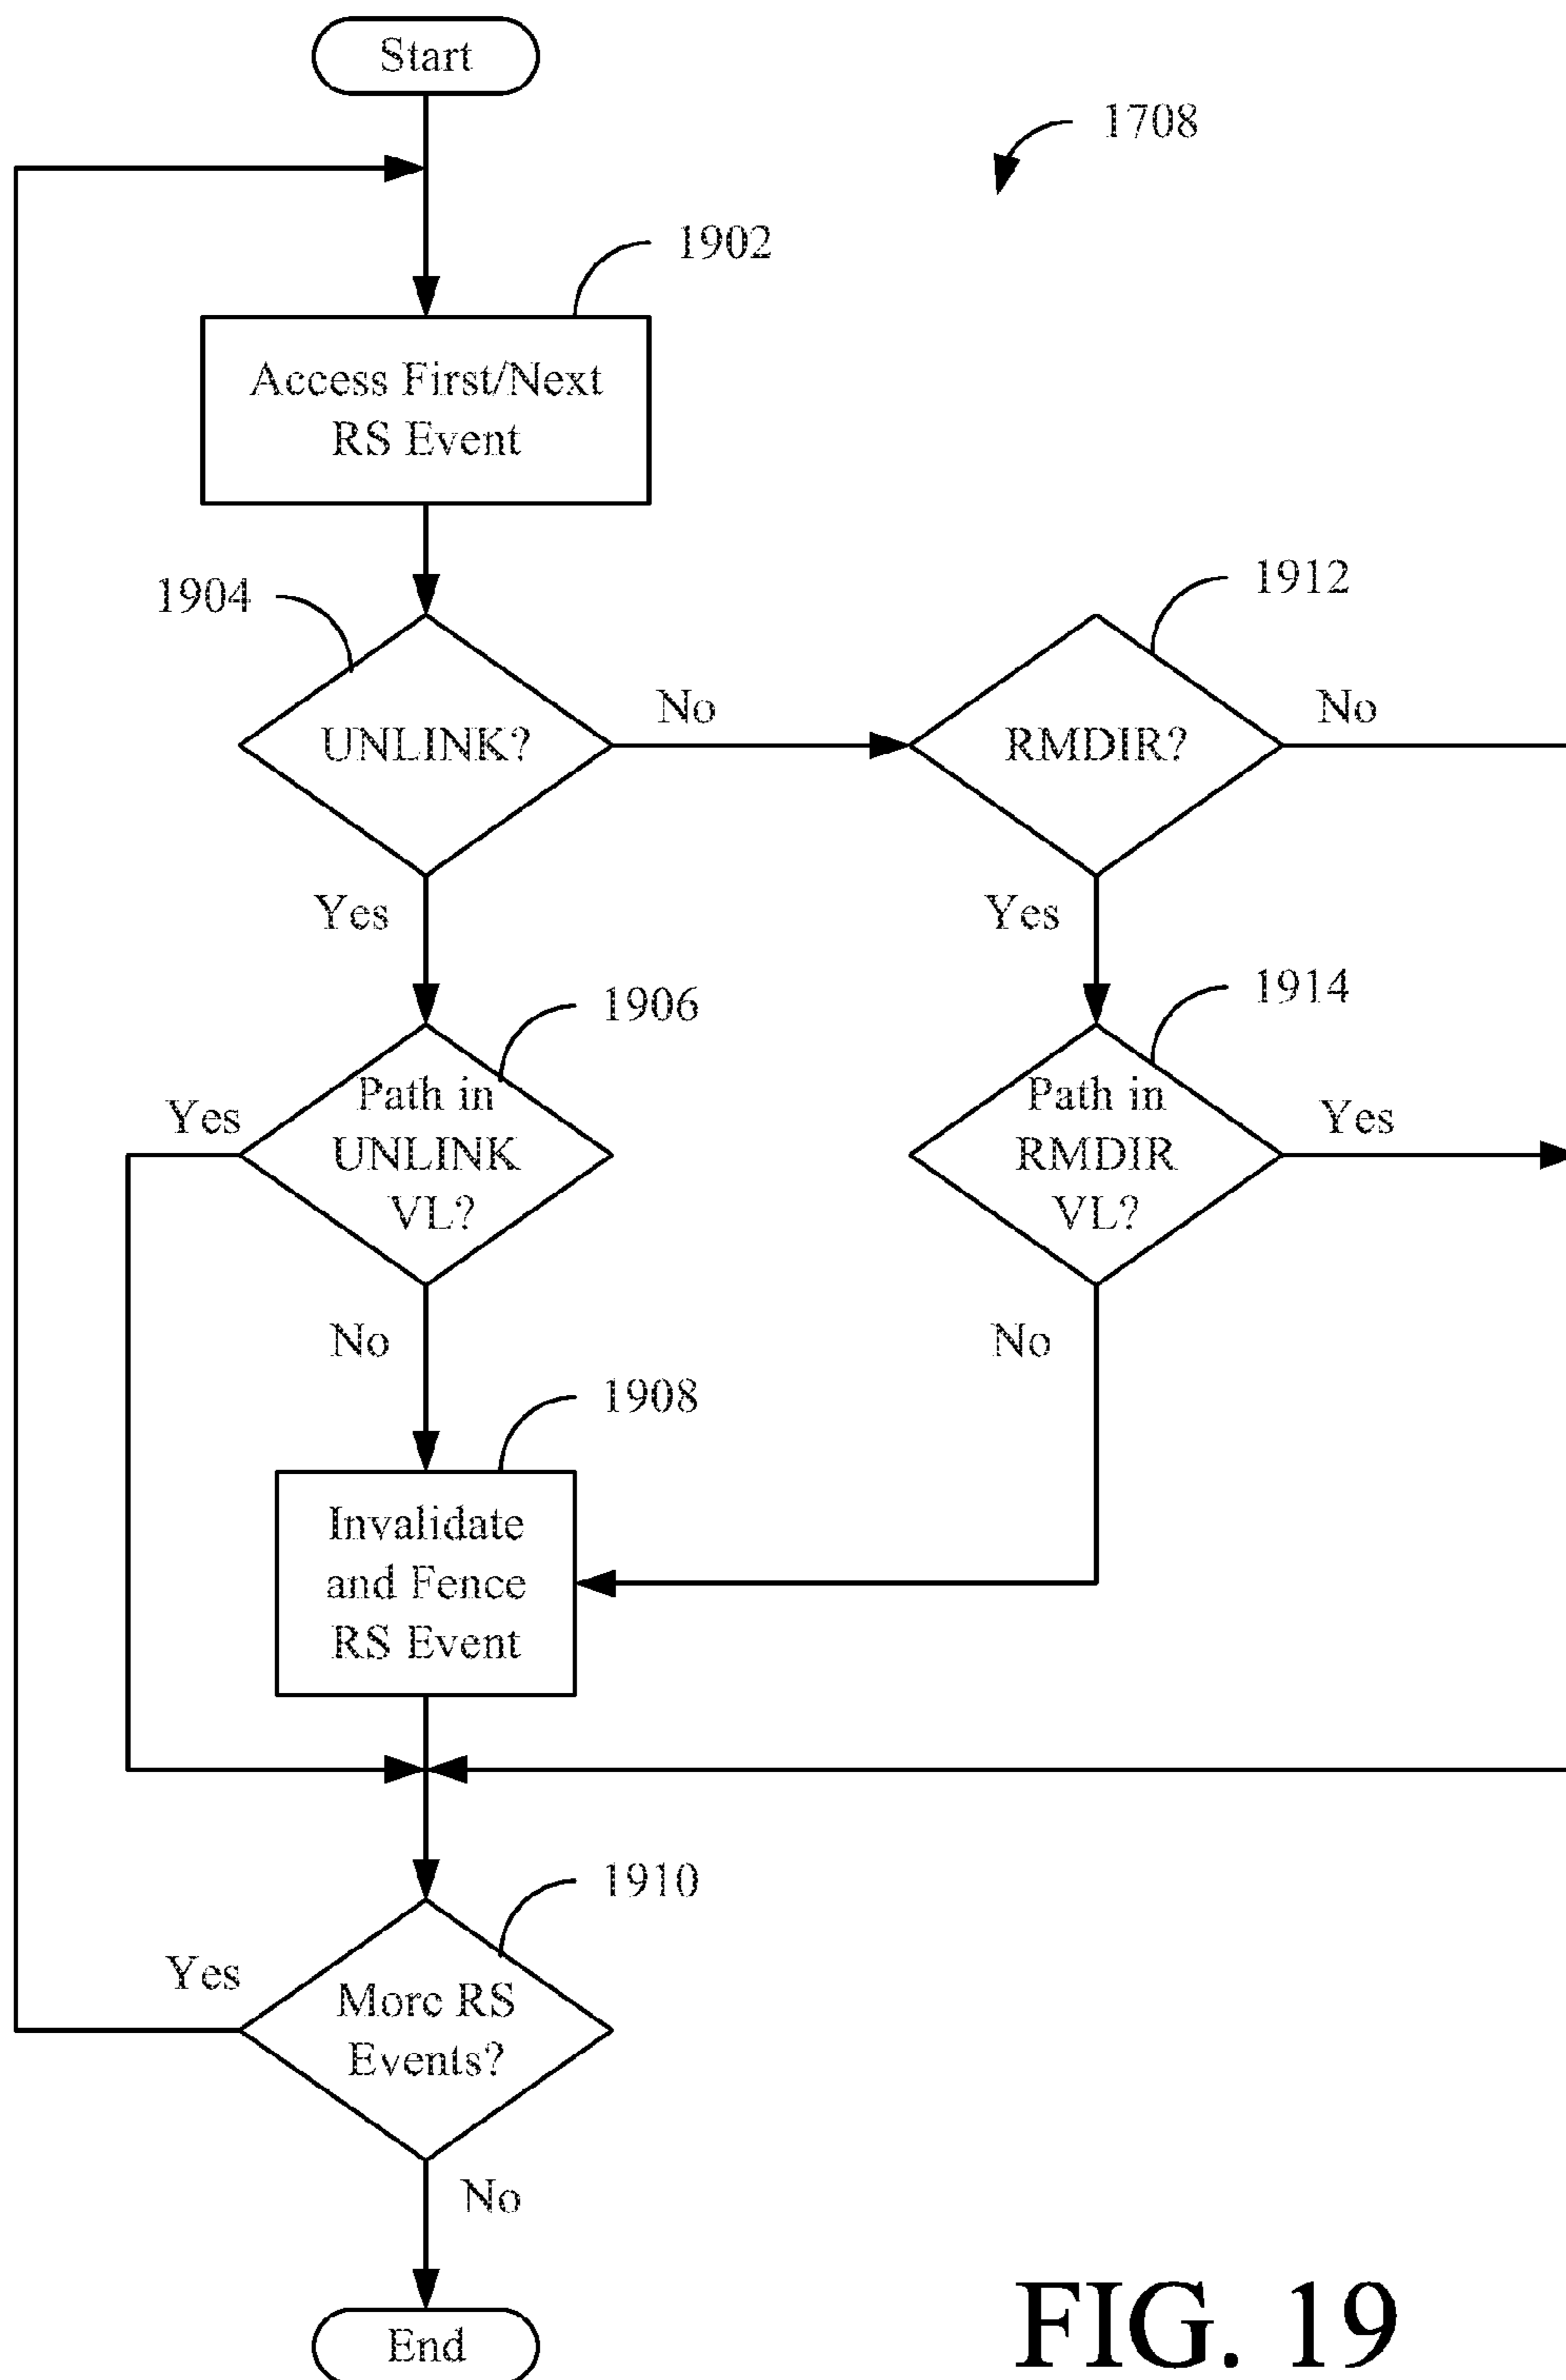 Start
1708
1902
Access First/Next
RS Event
1904
1912
UNLINK?
No
RMDIR?
No
Yes
Yes
1906
1914
Path in
UNLINK
VL?
Yes
Path in
RMDIR
VL?
Yes
No
No
1908
Invalidate
and Fence
RS Event
1910
Yes
More RS
Events?
No
End
FIG. 19